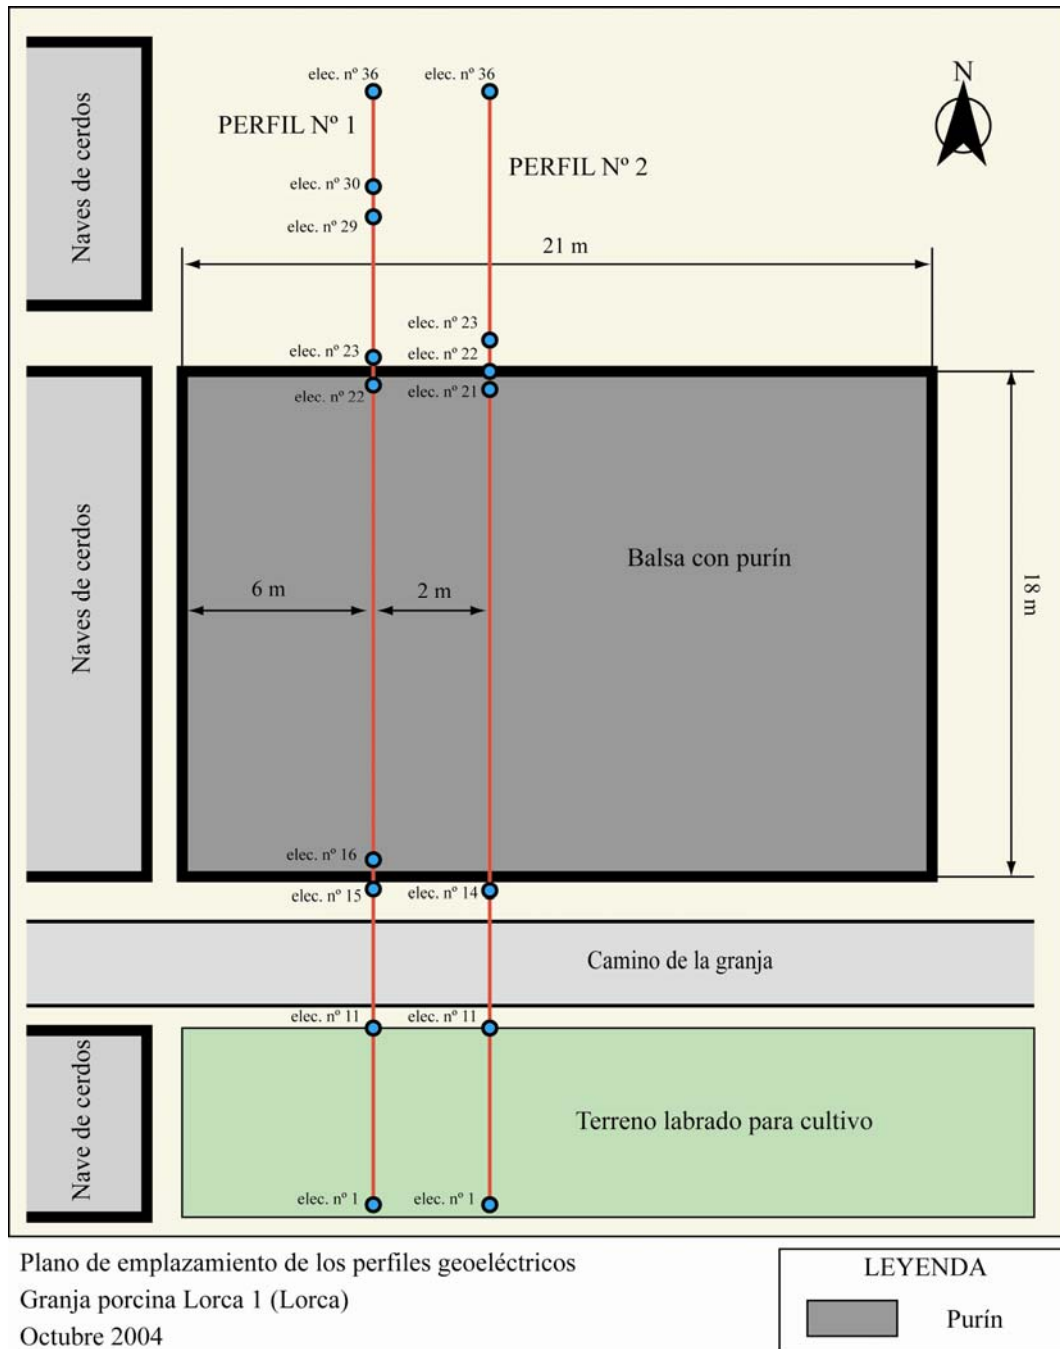 elec. nº 36
elec. nº 36
N
PERFIL Nº 1
PERFIL Nº 2
Naves de cerdos
elec. nº 30
elec. nº 29
21 m
elec. nº 23
elec. nº 23
elec. nº 22
elec. nº 22
elec. nº 21
Naves de cerdos
Balsa con purín
6 m
2 m
18 m
elec. nº 16
elec. nº 15
elec. nº 14
Camino de la granja
elec. nº 11
elec. nº 11
Nave de cerdos
Terreno labrado para cultivo
elec. nº 1
elec. nº 1
Plano de emplazamiento de los perfiles geoeléctricos
Granja porcina Lorca 1 (Lorca)
Octubre 2004
LEYENDA
Purín